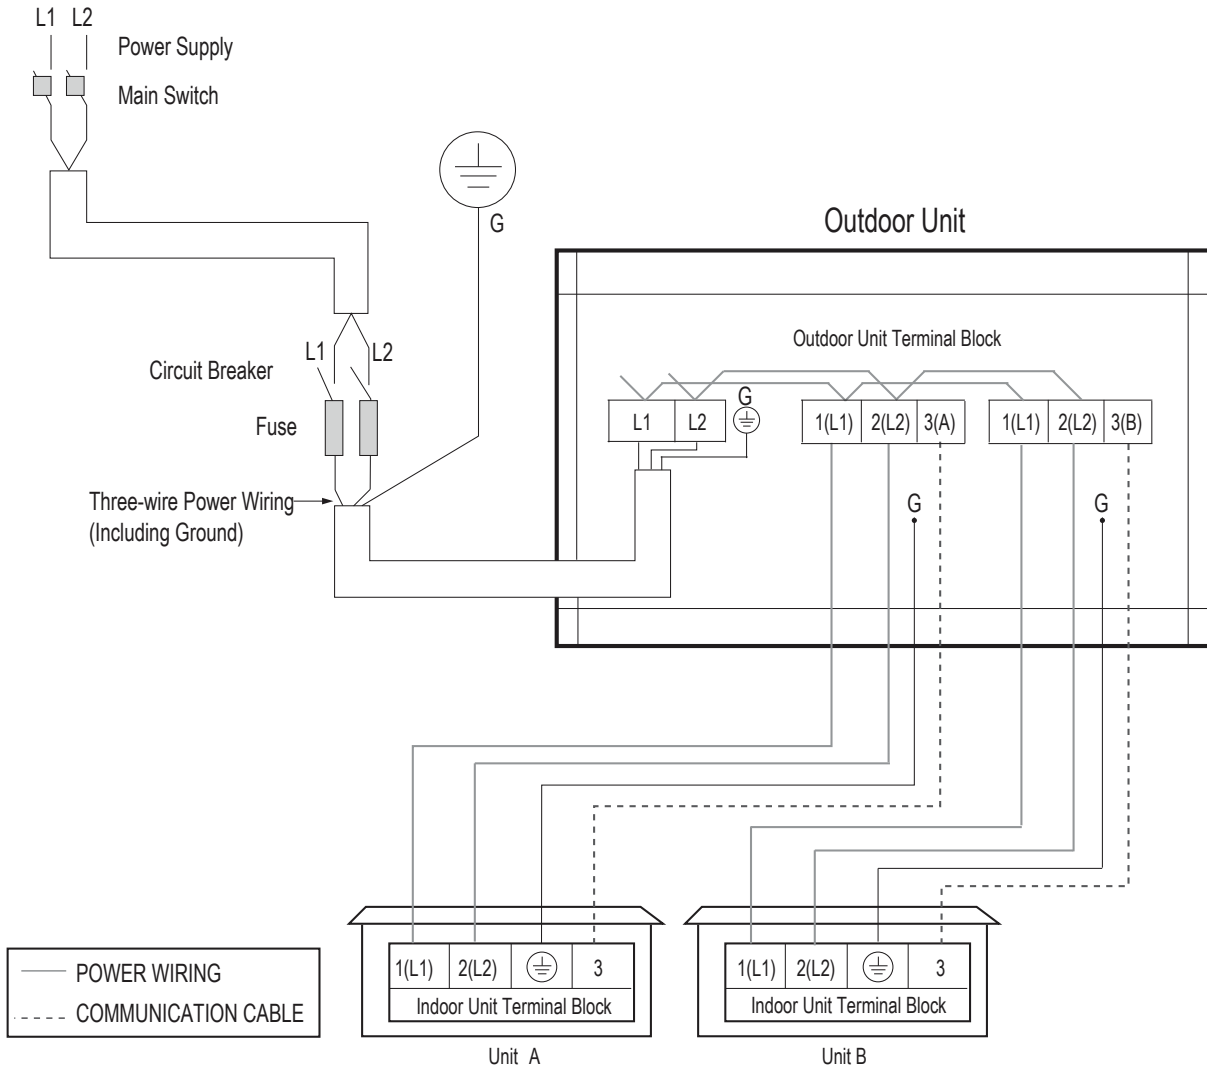 L1 L2
Power Supply
Main Switch
G
Outdoor Unit
Outdoor Unit Terminal Block
L1 L2
Circuit Breaker
Fuse
G
L1 L2
1(L1) 2(L2) 3(A)
1(L1) 2(L2) 3(B)
Three-wire Power Wiring
(Including Ground)
G
G
1(L1) 2(L2) 3
Indoor Unit Terminal Block
Unit A
1(L1) 2(L2) 3
Indoor Unit Terminal Block
Unit B
POWER WIRING
COMMUNICATION CABLE